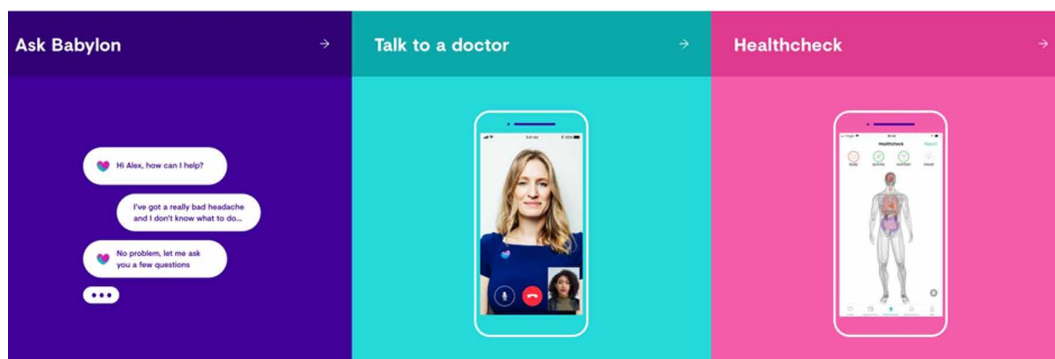 Ask Babylon →
Hi Alex, how can I help?
I've got a really bad headache
and I don't know what to do...
No problem, let me ask
you a few questions
Talk to a doctor →
Healthcheck →
Healthcheck